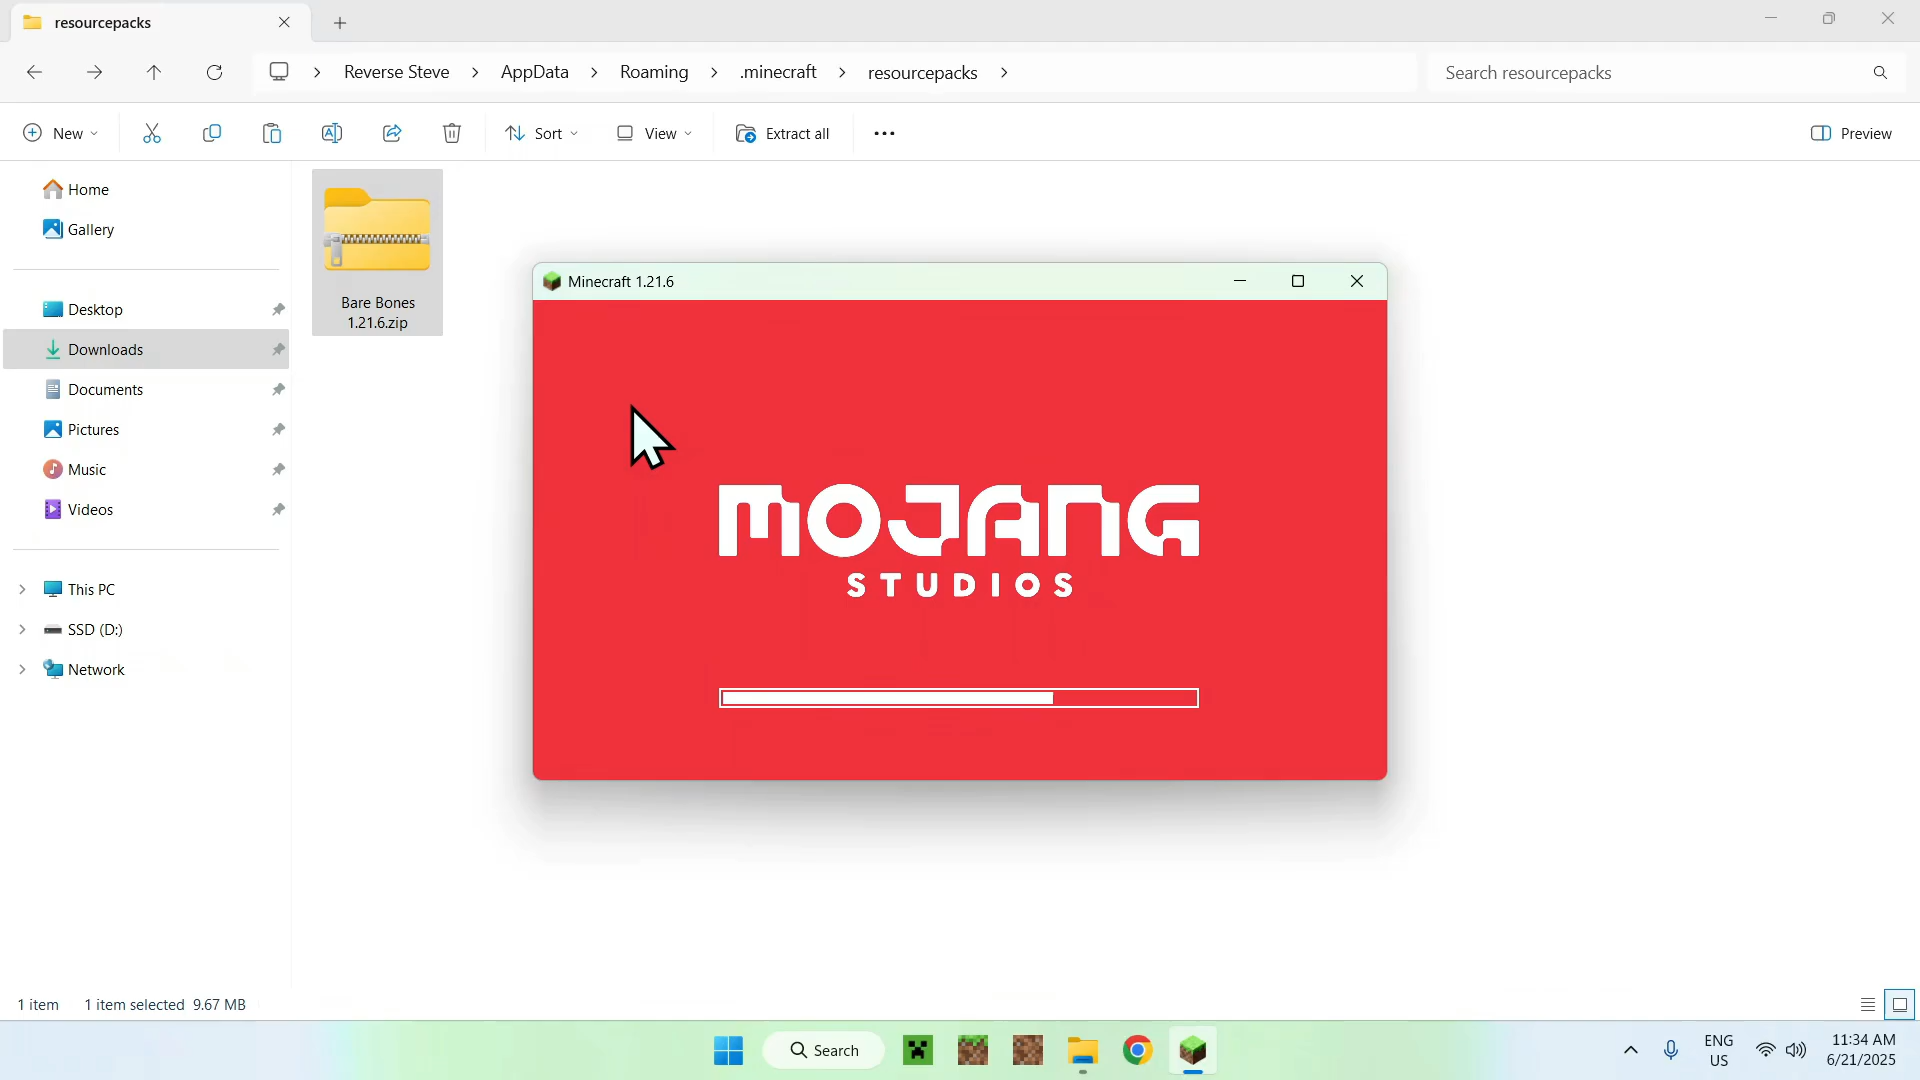 resourcepacks
Reverse Steve
AppData
Roaming
.minecraft
resourcepacks
Search resourcepacks
New
Sort
View
Extract all
Preview
Home
Gallery
Desktop
Downloads
Documents
Pictures
Music
Videos
This PC
SSD (D:)
Network
Bare Bones
1.21.6.zip
Minecraft 1.21.6
MOJANG
STUDIOS
1 item
1 item selected 9.67 MB
Search
ENG
US
11:34 AM
6/21/2025